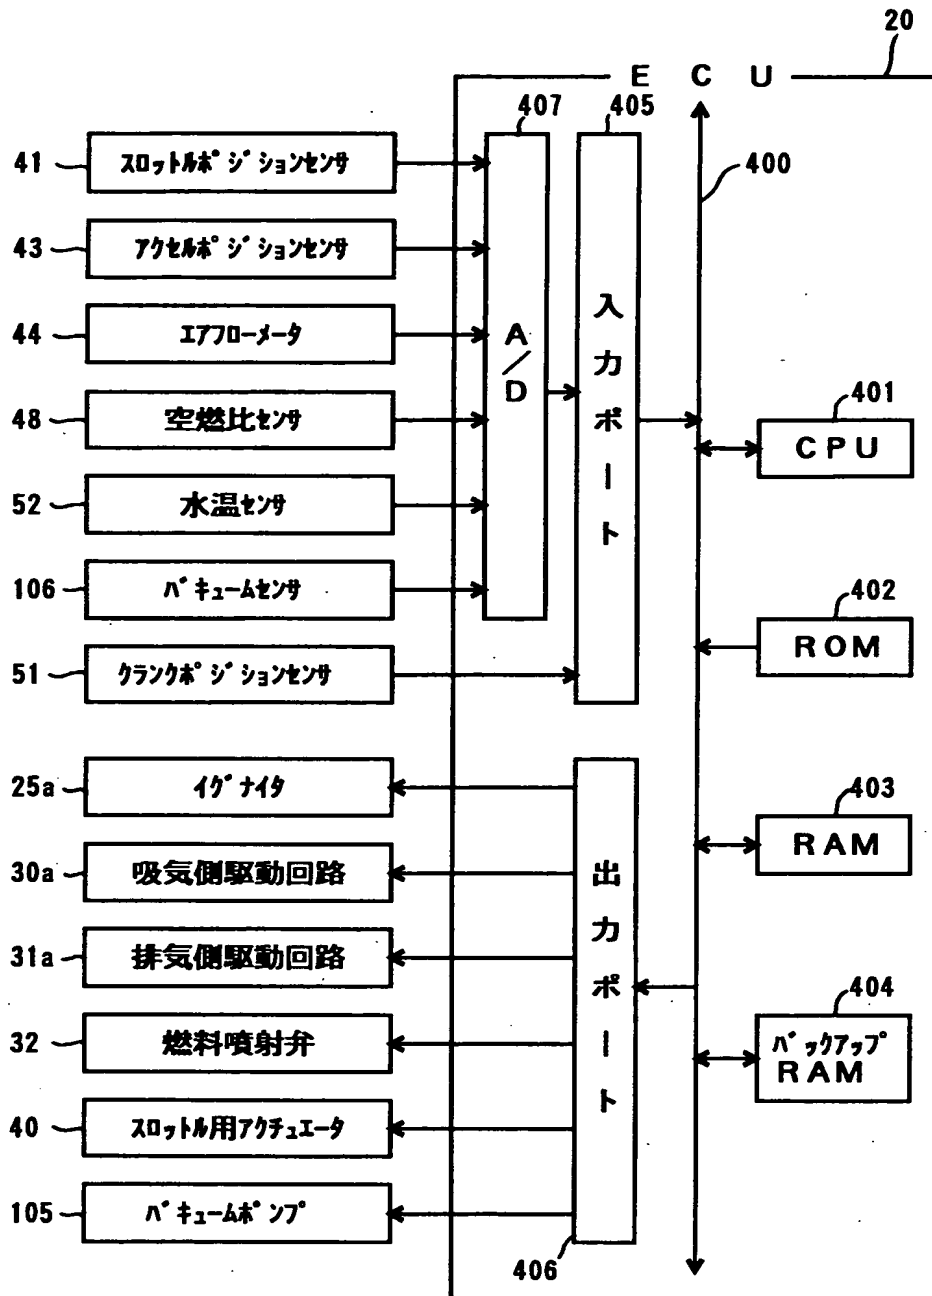 20
ECU
407
405
400
41
スロットルポジションセンサ
43
アクセルポジションセンサ
44
エアフローメータ
48
空燃比センサ
52
水温センサ
106
バキュームセンサ
51
クランクポジションセンサ
A/D
入力ポート
401
CPU
402
ROM
403
RAM
404
バックアップ
RAM
25a
イグナイタ
30a
吸気側駆動回路
31a
排気側駆動回路
32
燃料噴射弁
40
スロットル用アクチュエータ
105
バキュームポンプ
出力ポート
406